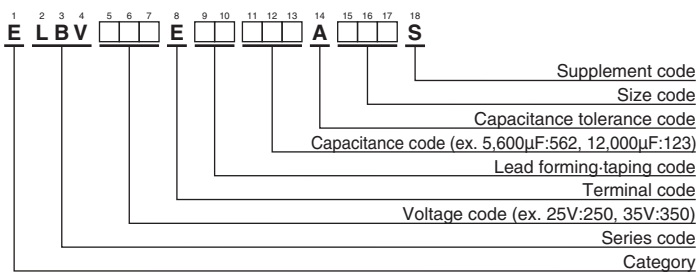 1 2 3 4 5 6 7 8 9 10 11 12 13 14 15 16 17 18
E L B V E A S
Supplement code
Size code
Capacitance tolerance code
Capacitance code (ex. 5,600μF:562, 12,000μF:123)
Lead forming·taping code
Terminal code
Voltage code (ex. 25V:250, 35V:350)
Series code
Category